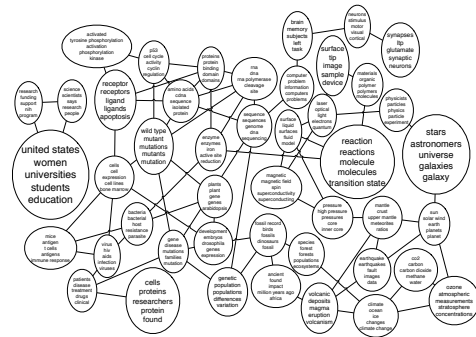 activated
tyrosine phosphorylation
activation
phosphorylation
kinase
p53
cell cycle
activity
cyclin
regulation
proteins
protein
binding
domain
domains
rna
dna
rna polymerase
cleavage
site
brain
memory
subjects
left
task
neurons
stimulus
motor
visual
cortical
synapses
ltp
glutamate
synaptic
neurons
surface
tip
image
sample
device
computer
problem
information
computers
problems
materials
organic
polymer
polymers
molecules
physicists
particles
physics
particle
experiment
laser
optical
light
electrons
quantum
receptor
receptors
ligand
ligands
apoptosis
amino acids
cdna
sequence
isolated
protein
research
funding
support
nih
program
science
scientists
says
research
people
united states
women
universities
students
education
wild type
mutant
mutations
mutants
mutation
sequence
sequences
genome
dna
sequencing
surface
liquid
surfaces
fluid
model
enzyme
enzymes
iron
active site
reduction
reaction
reactions
molecule
molecules
transition state
stars
astronomers
universe
galaxies
galaxy
cells
cell
expression
cell lines
bone marrow
plants
plant
gene
genes
arabidopsis
magnetic
magnetic field
spin
superconductivity
superconducting
bacteria
bacterial
host
resistance
parasite
pressure
high pressure
pressures
core
inner core
mantle
crust
upper mantle
meteorites
ratios
sun
solar wind
earth
planets
planet
mice
antigen
t cells
antigens
immune response
virus
hiv
aids
infection
viruses
gene
disease
mutations
families
mutation
development
embryos
drosophila
genes
expression
fossil record
birds
fossils
dinosaurs
fossil
species
forest
forests
populations
ecosystems
earthquake
earthquakes
fault
images
data
co2
carbon
carbon dioxide
methane
water
patients
disease
treatment
drugs
clinical
cells
proteins
researchers
protein
found
genetic
population
populations
differences
variation
ancient
found
impact
million years ago
africa
volcanic
deposits
magma
eruption
volcanism
climate
ocean
ice
changes
climate change
ozone
atmospheric
measurements
stratosphere
concentrations